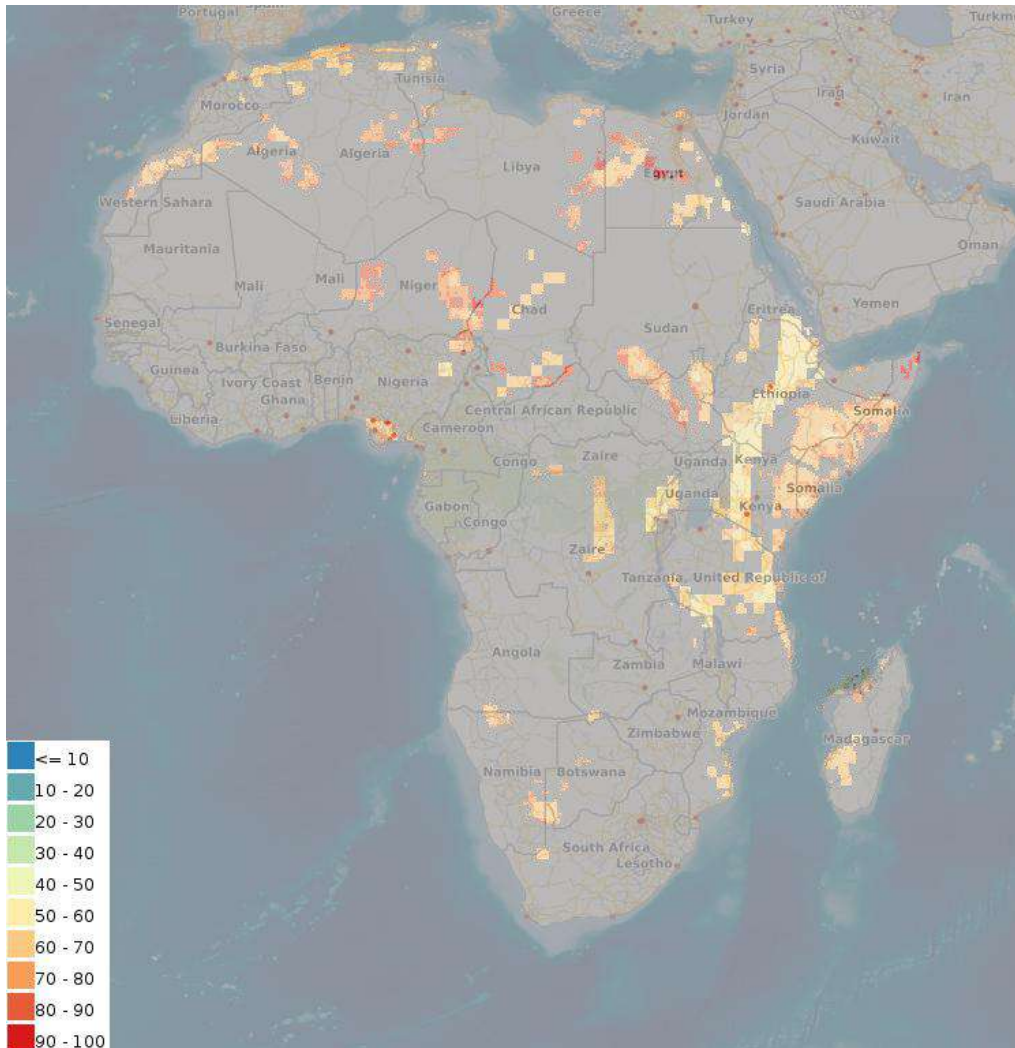 Spain
Portugal
Greece
Turkey
Turkm
Tunisia
Syria
Iraq
Iran
Morocco
Jordan
Kuwait
Algeria
Algeria
Libya
Egypt
Western Sahara
Saudi Arabia
Mauritania
Oman
Mali
Mali
Niger
Chad
Eritrea
Yemen
Senegal
Sudan
Burkina Faso
Guinea
Ivory Coast
Benin
Nigeria
Ethiopia
Ghana
Somalia
Liberia
Central African Republic
Cameroon
Congo
Zaire
Uganda
Kenya
Uganda
Somalia
Gabon
Kenya
Congo
Zaire
Tanzania, United Republic of
Angola
Zambia
Malawi
Mozambique
Zimbabwe
Madagascar
Namibia
Botswana
South Africa
Lesotho
<= 10
10 - 20
20 - 30
30 - 40
40 - 50
50 - 60
60 - 70
70 - 80
80 - 90
90 - 100